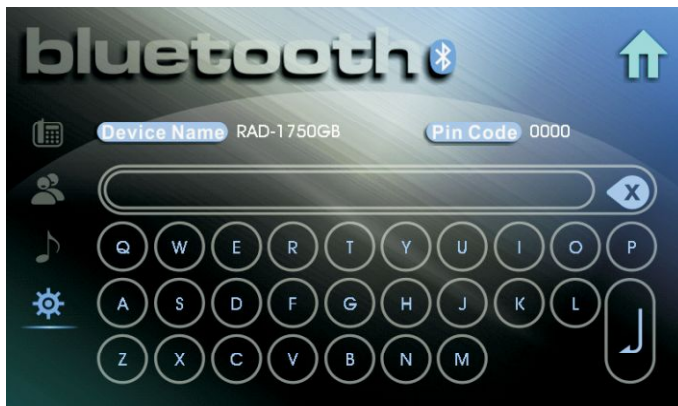 bluetooth
Device Name RAD-1750GB Pin Code 0000
X
Q W E R T Y U I O P
A S D F G H J K L
Z X C V B N M